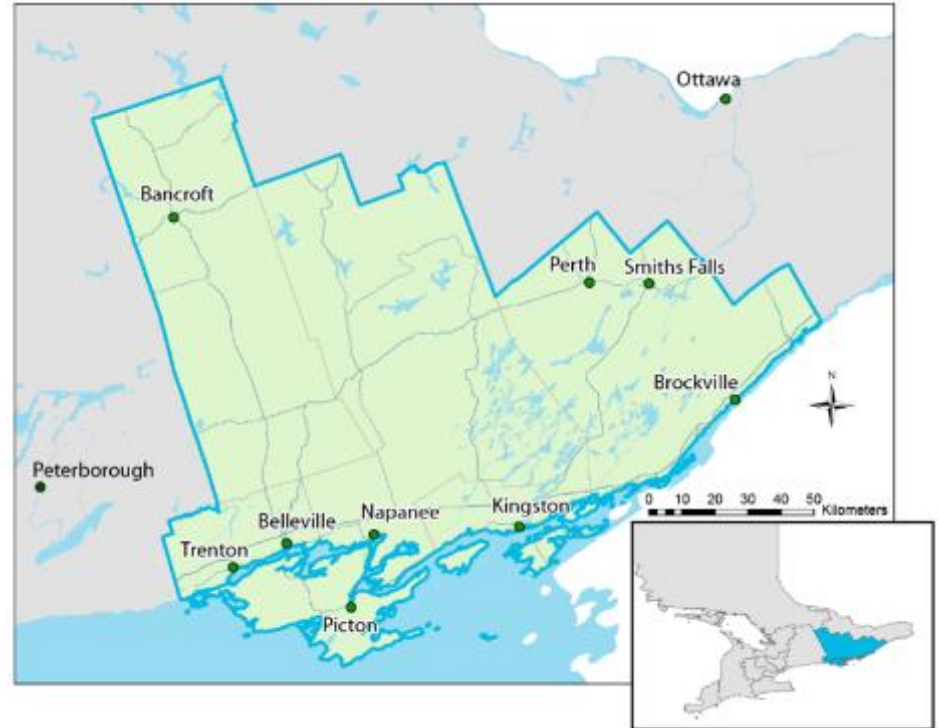 Ottawa
Bancroft
Perth
Smiths Falls
Brockville
N
Peterborough
Kingston
0 10 20 30 40 50
Kilometers
Napanee
Belleville
Trenton
Picton